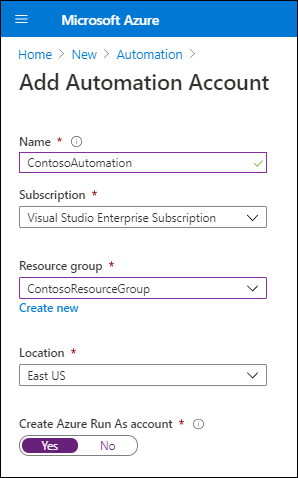 Microsoft Azure
Home > New > Automation >
Add Automation Account
Name *
ContosoAutomation
Subscription *
Visual Studio Enterprise Subscription
Resource group *
ContosoResourceGroup
Create new
Location *
East US
Create Azure Run As account *
Yes No